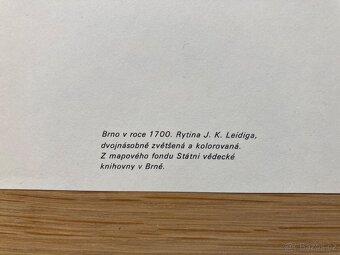 Brno v roce 1700. Rytina J. K. Leidiga,
dvojnásobně zvětšená a kolorovaná.
Z mapového fondu Státní vědecké
knihovny v Brně.